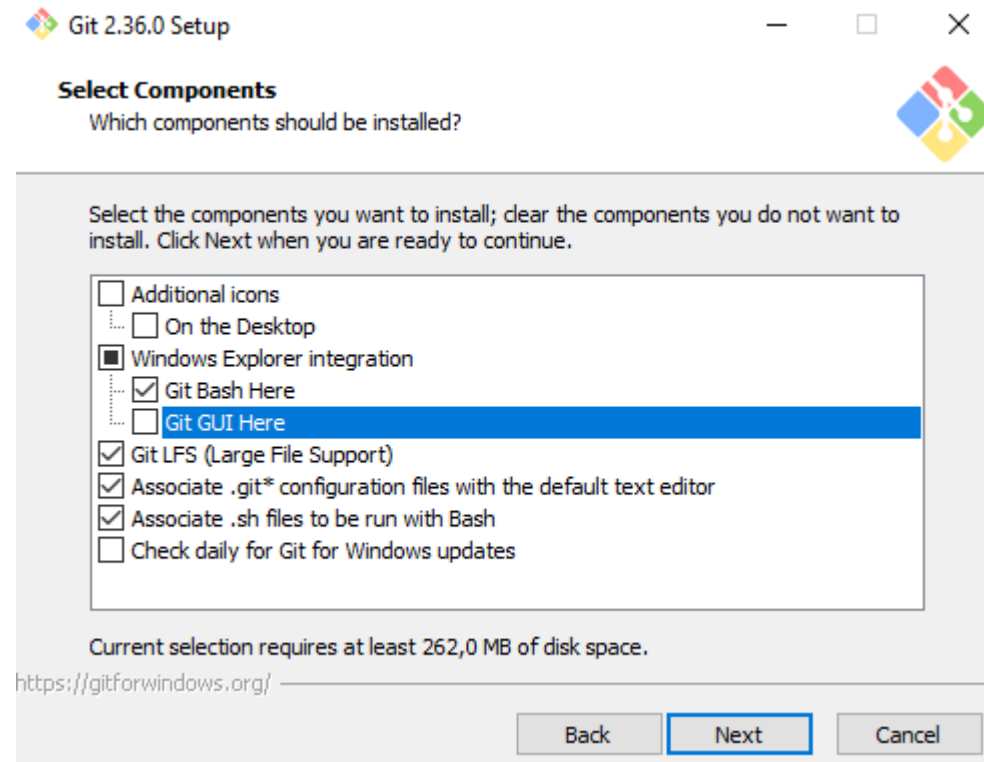 Git 2.36.0 Setup
Select Components
Which components should be installed?
Select the components you want to install; clear the components you do not want to
install. Click Next when you are ready to continue.
Additional icons
On the Desktop
Windows Explorer integration
Git Bash Here
Git GUI Here
Git LFS (Large File Support)
Associate .git* configuration files with the default text editor
Associate .sh files to be run with Bash
Check daily for Git for Windows updates
Current selection requires at least 262,0 MB of disk space.
https://gitforwindows.org/
Back
Next
Cancel